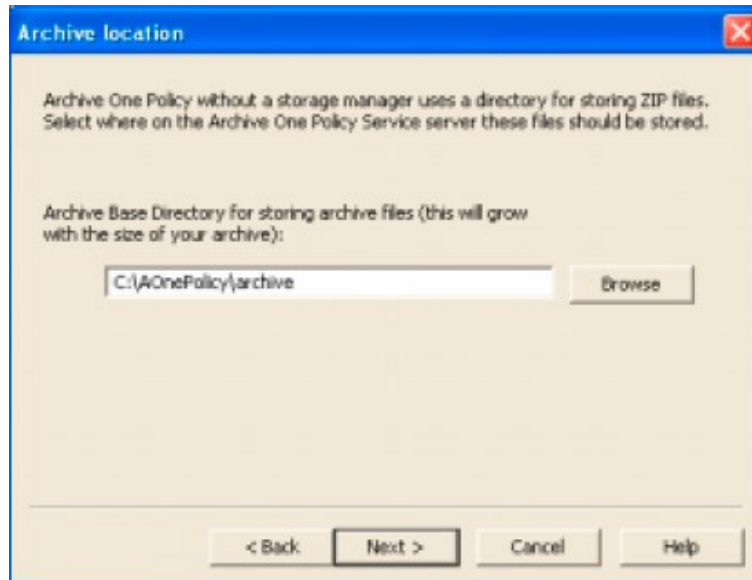 Archive location
Archive One Policy without a storage manager uses a directory for storing ZIP files.
Select where on the Archive One Policy Service server these files should be stored.
Archive Base Directory for storing archive files (this will grow
with the size of your archive):
C:\AOnePolicy\archive
Browse
< Back
Next >
Cancel
Help